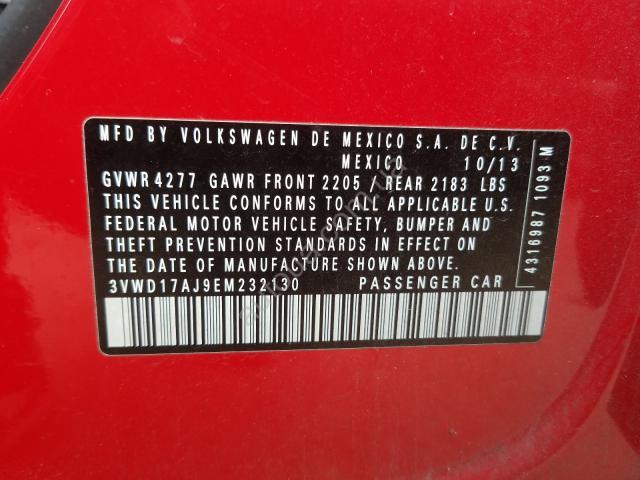 MFD BY VOLKSWAGEN DE MEXICO S.A. DE C.V.
MEXICO 10/13
GVWR 4277 GAWR FRONT 2205 REAR 2183 LBS
THIS VEHICLE CONFORMS TO ALL APPLICABLE U.S.
FEDERAL MOTOR VEHICLE SAFETY, BUMPER AND
THEFT PREVENTION STANDARDS IN EFFECT ON
THE DATE OF MANUFACTURE SHOWN ABOVE.
PASSENGER CAR
4316987 1093 M